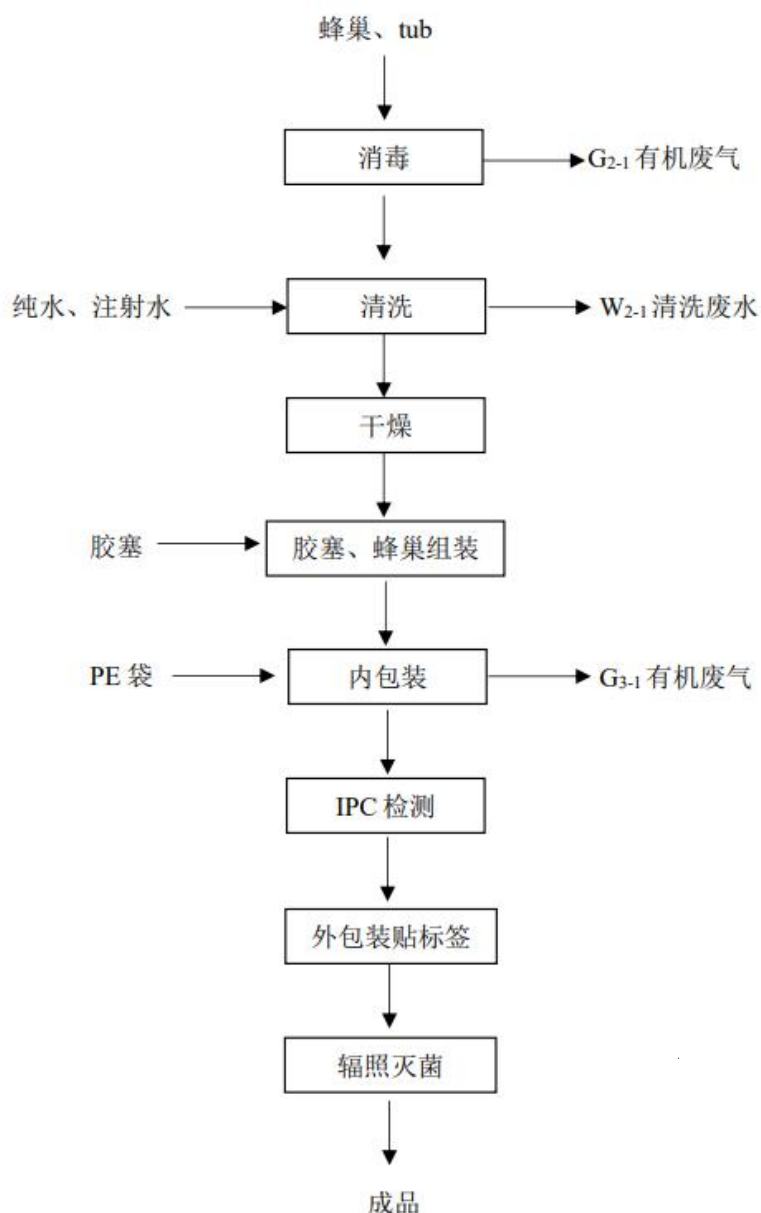 蜂巢、tub
消毒
G2-1 有机废气
纯水、注射水
清洗
W2-1 清洗废水
干燥
胶塞
胶塞、蜂巢组装
PE 袋
内包装
G3-1 有机废气
IPC 检测
外包装贴标签
辐照灭菌
成品